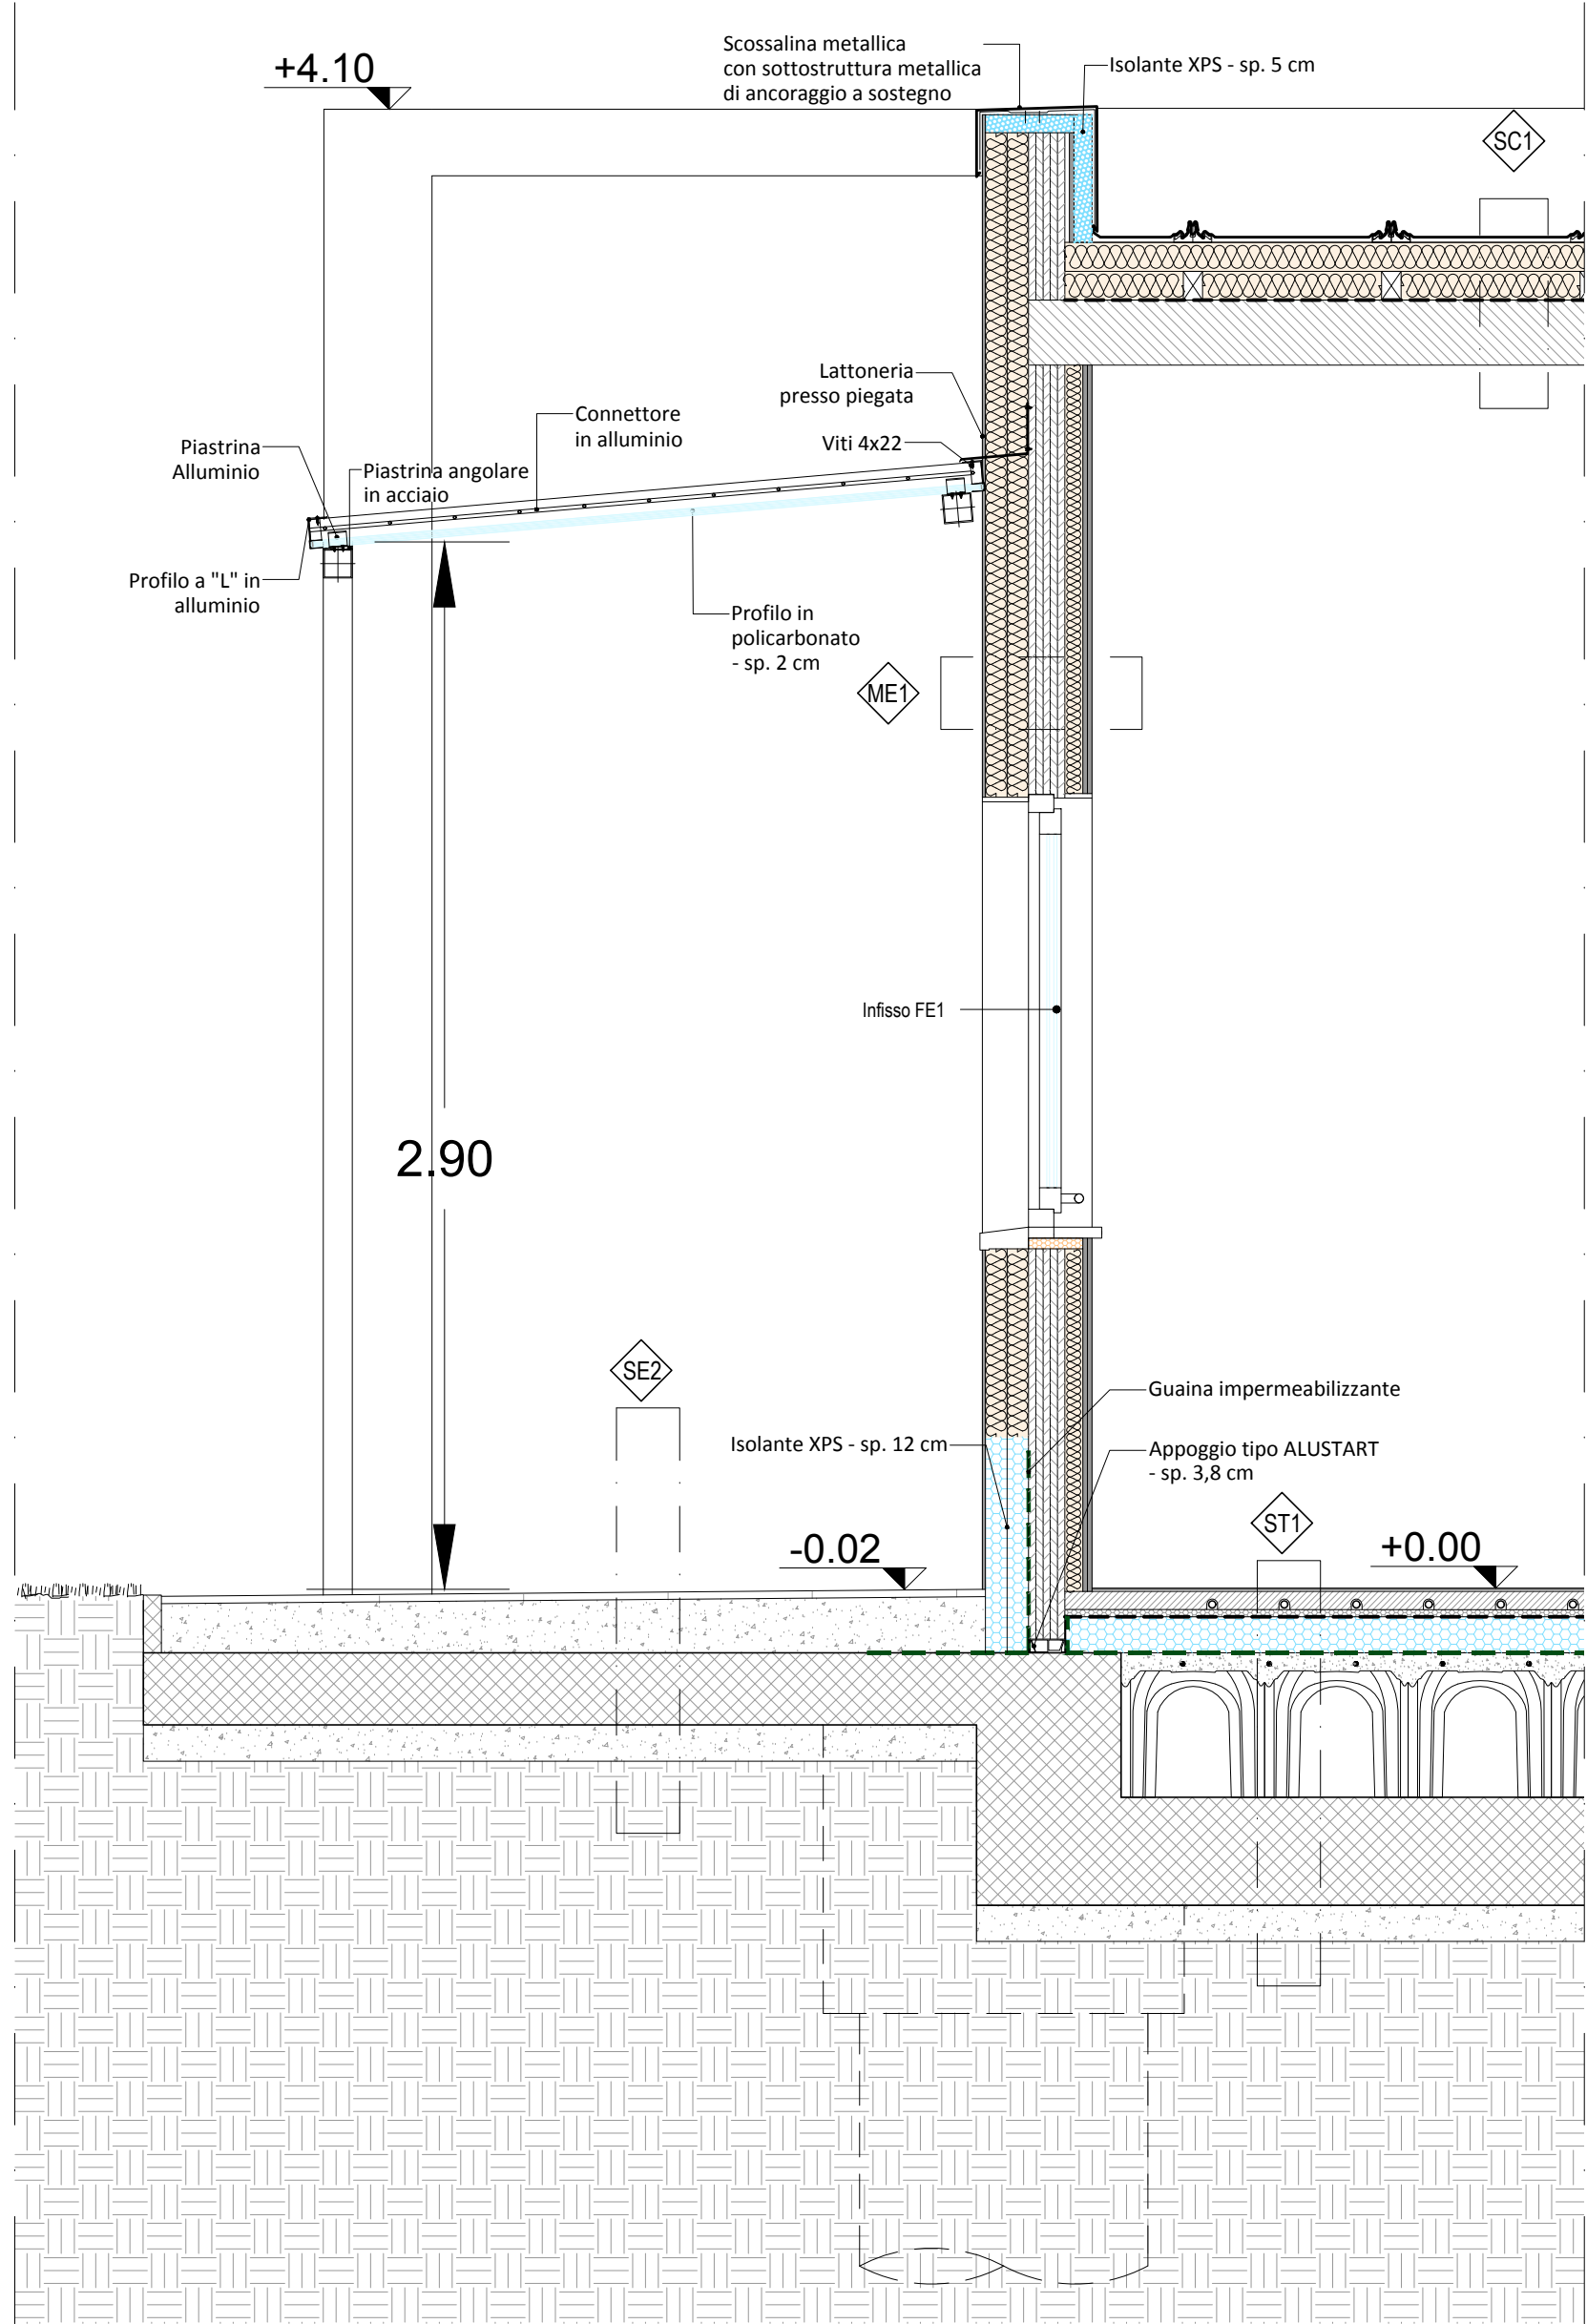 Scossalina metallica
con sottostruttura metallica
di ancoraggio a sostegno
Isolante XPS - sp. 5 cm
+4.10
SC1
Lattoneria
presso piegata
Connettore
in alluminio
Viti 4x22
Piastrina
Alluminio
Piastrina angolare
in acciaio
Profilo a "L" in
alluminio
Profilo in
policarbonato
- sp. 2 cm
ME1
Infisso FE1
2.90
SE2
Guaina impermeabilizzante
Isolante XPS - sp. 12 cm
Appoggio tipo ALUSTART
- sp. 3,8 cm
ST1
-0.02
+0.00